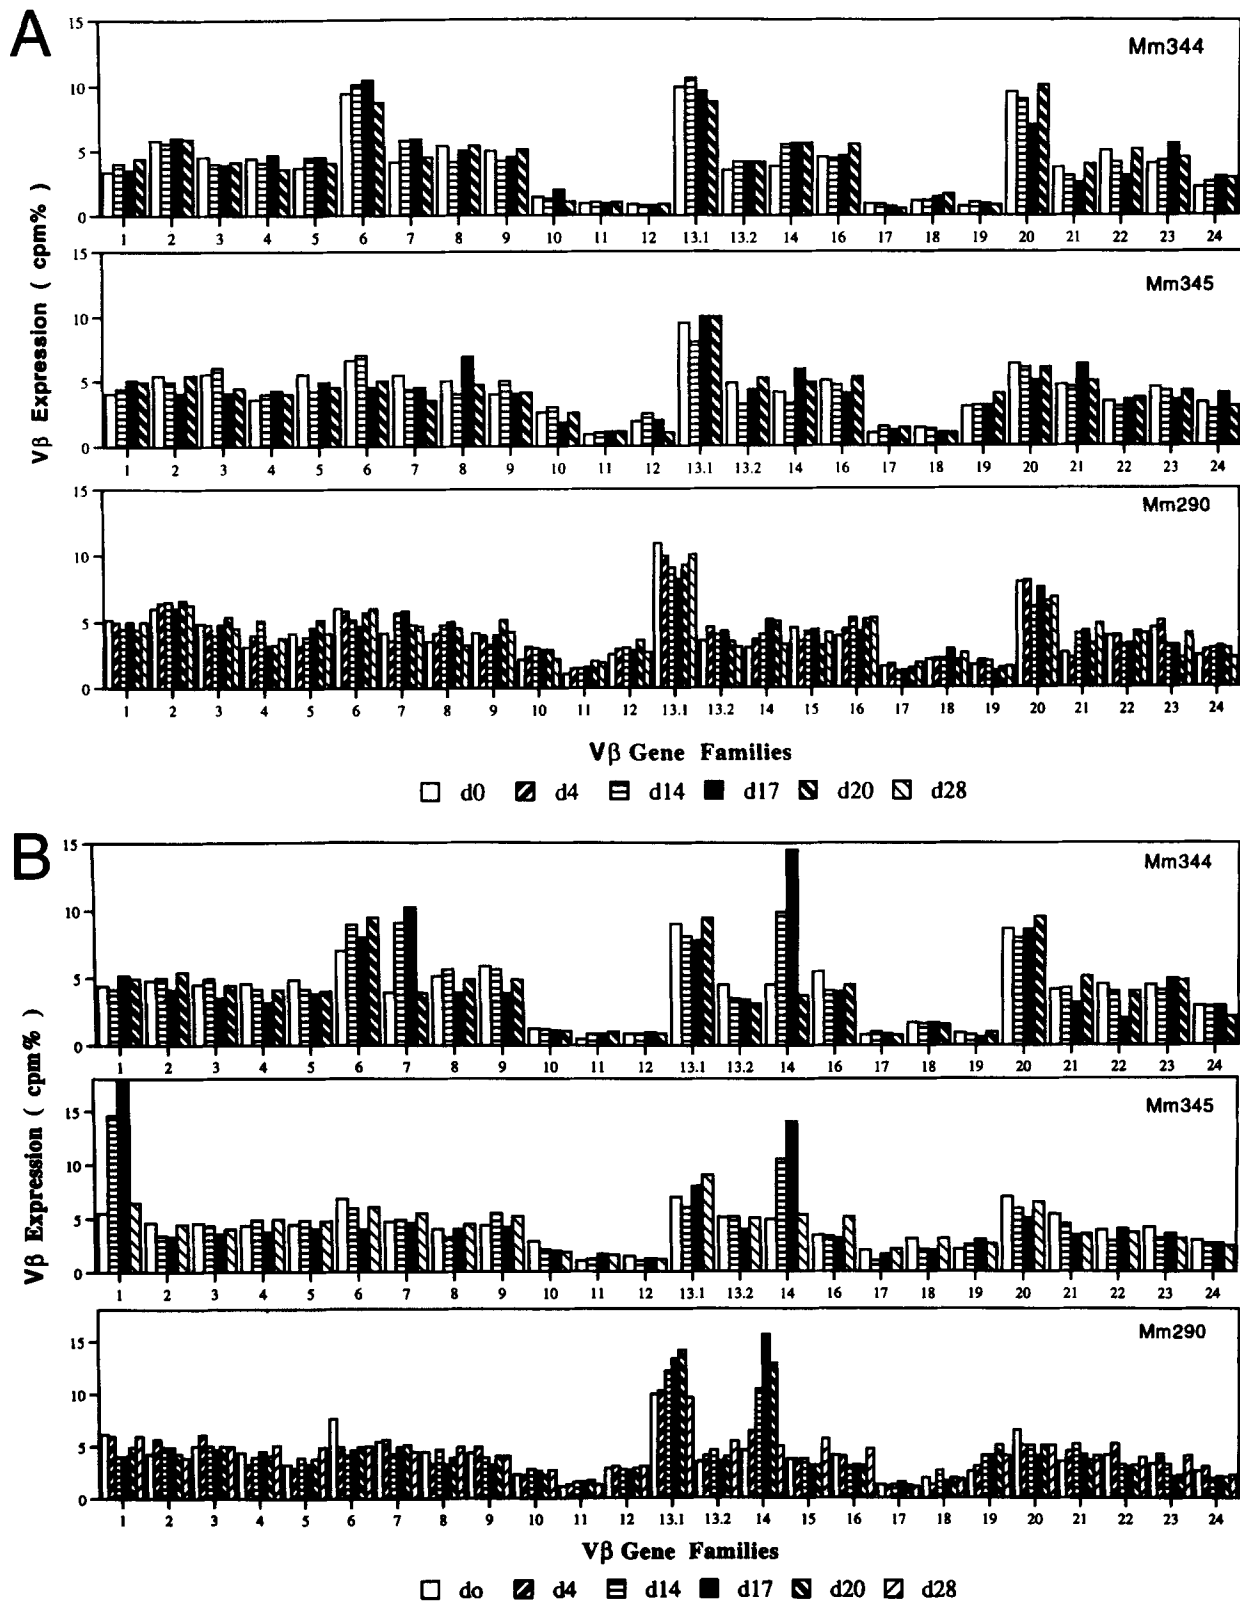 A
Vβ Expression ( cpm% )
15
10
5
0
Mm344
1 2 3 4 5 6 7 8 9 10 11 12 13.1 13.2 14 16 17 18 19 20 21 22 23 24
15
10
5
0
Mm345
1 2 3 4 5 6 7 8 9 10 11 12 13.1 13.2 14 16 17 18 19 20 21 22 23 24
15
10
5
0
Mm290
1 2 3 4 5 6 7 8 9 10 11 12 13.1 13.2 14 15 16 17 18 19 20 21 22 23 24
Vβ Gene Families
d0 d4 d14 d17 d20 d28
B
Vβ Expression ( cpm% )
15
10
5
0
Mm344
1 2 3 4 5 6 7 8 9 10 11 12 13.1 13.2 14 16 17 18 19 20 21 22 23 24
15
10
5
0
Mm345
1 2 3 4 5 6 7 8 9 10 11 12 13.1 13.2 14 16 17 18 19 20 21 22 23 24
15
10
5
0
Mm290
1 2 3 4 5 6 7 8 9 10 11 12 13.1 13.2 14 15 16 17 18 19 20 21 22 23 24
Vβ Gene Families
do d4 d14 d17 d20 d28